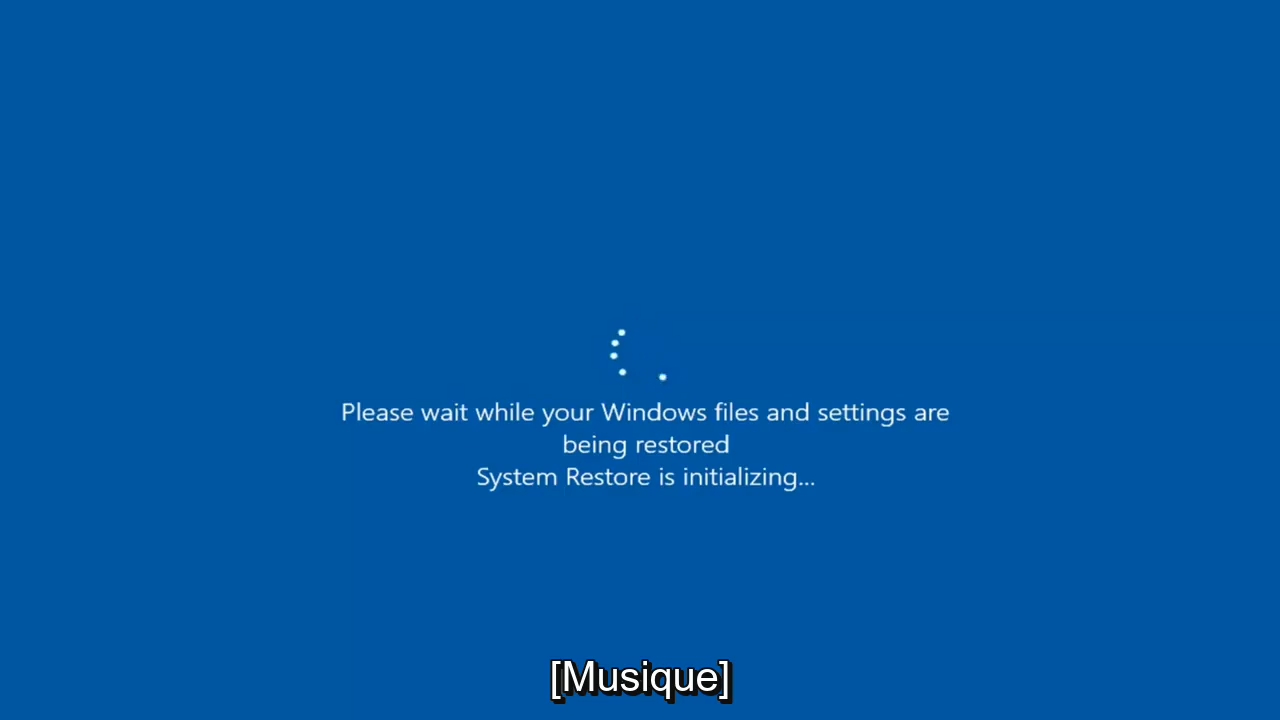 Please wait while your Windows files and settings are
being restored
System Restore is initializing...
[Musique]